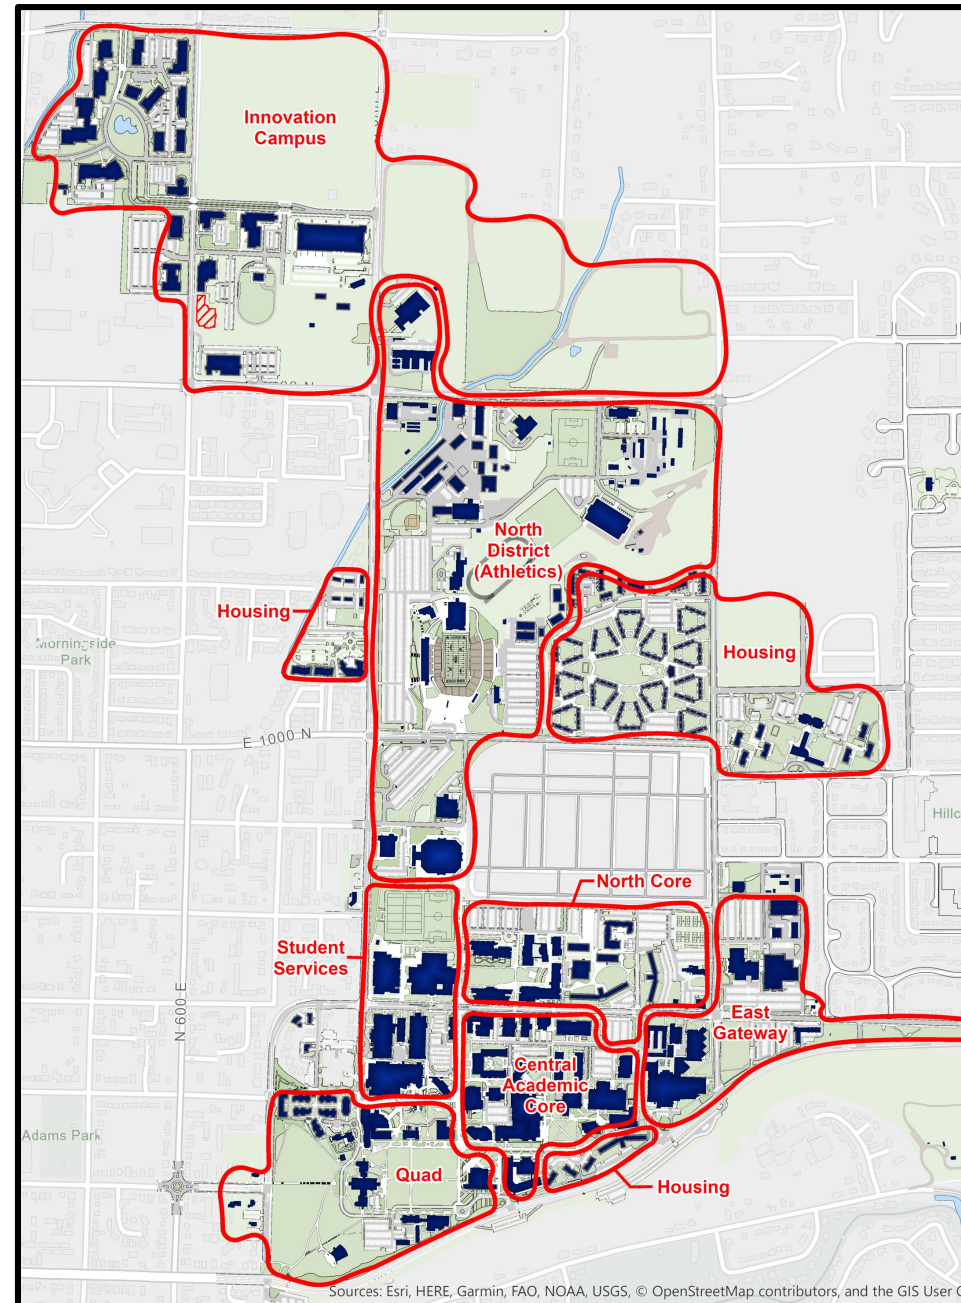 Innovation
Campus
North
District
(Athletics)
Housing
Morningside
Park
Housing
E 1000 N
Hillc
North Core
Student
Services
N 600 E
East
Gateway
Central
Academic
Core
Adams Park
Quad
Housing
Sources: Esri, HERE, Garmin, FAO, NOAA, USGS, © OpenStreetMap contributors, and the GIS User C